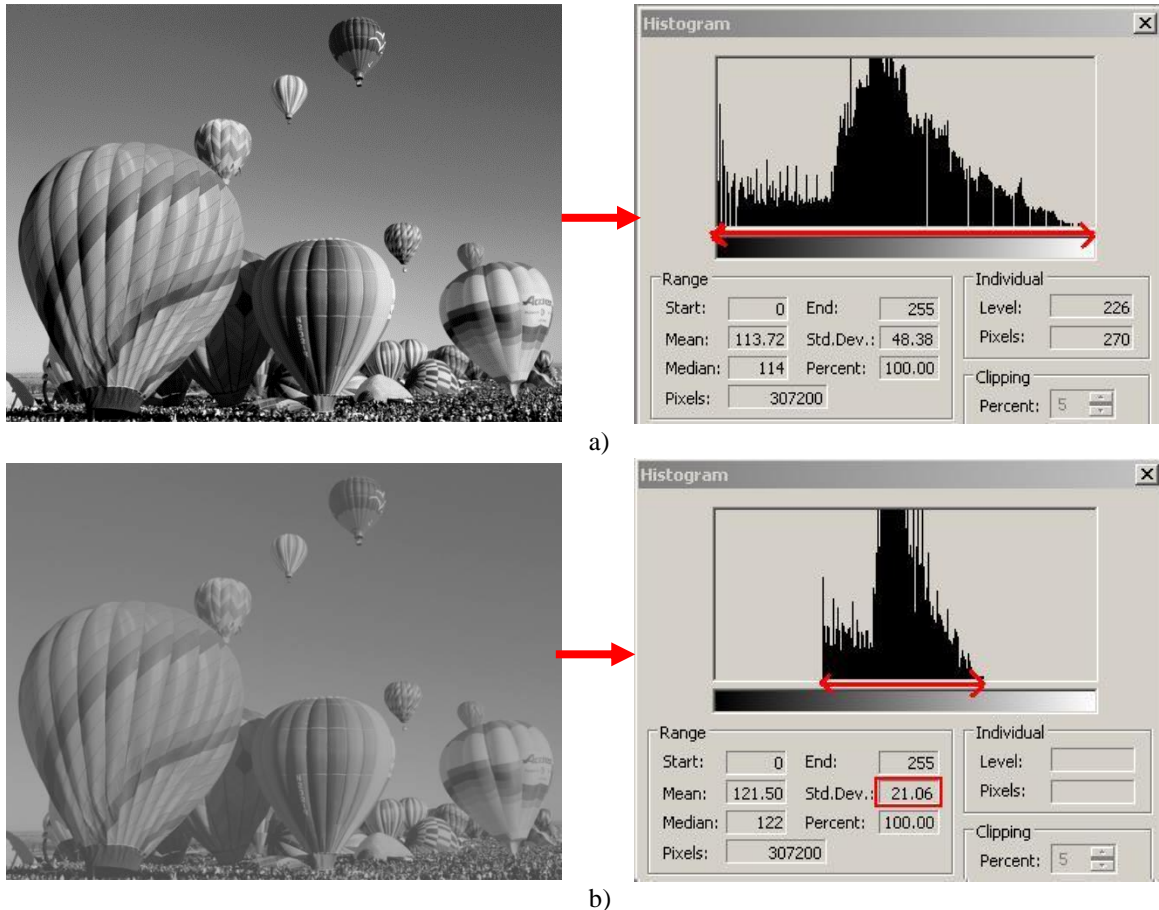 Histogram
Range
Start: 0 End: 255
Mean: 113.72 Std.Dev.: 48.38
Median: 114 Percent: 100.00
Pixels: 307200
Individual
Level: 226
Pixels: 270
Clipping
Percent: 5
a)
Histogram
Range
Start: 0 End: 255
Mean: 121.50 Std.Dev.: 21.06
Median: 122 Percent: 100.00
Pixels: 307200
Individual
Level:
Pixels:
Clipping
Percent: 5
b)